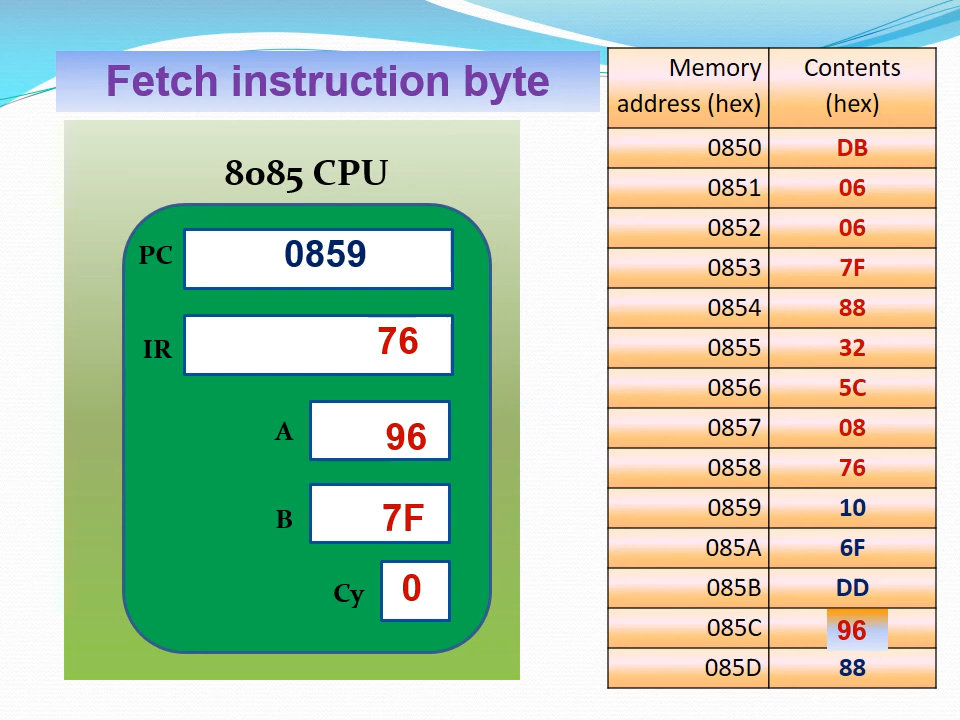 Fetch instruction byte
8085 CPU
PC 0859
IR 76
A 96
B 7F
Cy 0
Memory address (hex) Contents (hex)
0850 DB
0851 06
0852 06
0853 7F
0854 88
0855 32
0856 5C
0857 08
0858 76
0859 10
085A 6F
085B DD
085C 96
085D 88